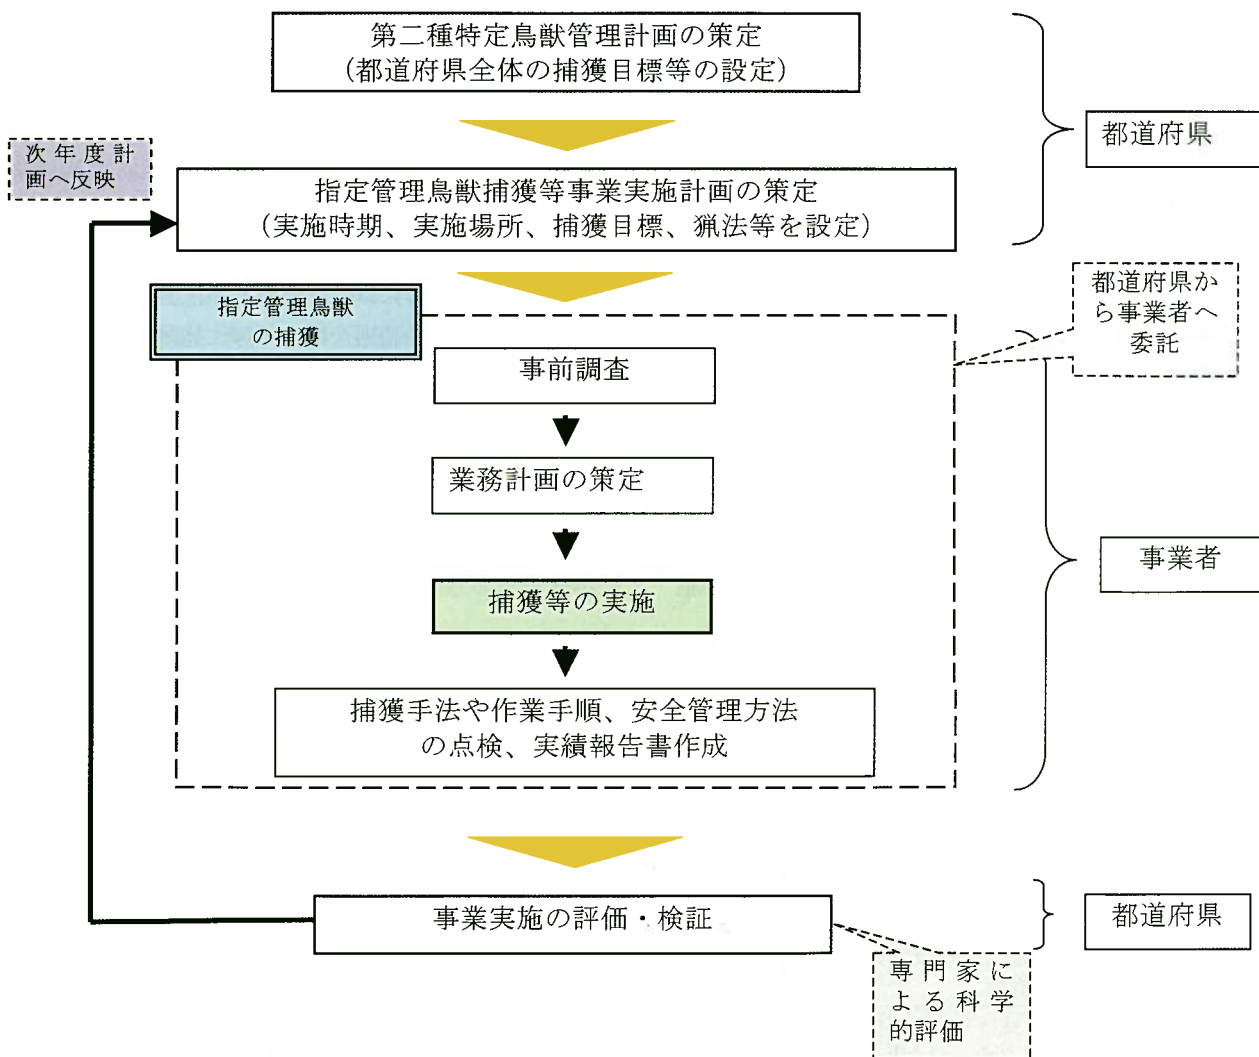 第二種特定鳥獣管理計画の策定
（都道府県全体の捕獲目標等の設定）
都道府県
次年度計
画へ反映
指定管理鳥獣捕獲等事業実施計画の策定
（実施時期、実施場所、捕獲目標、猟法等を設定）
都道府県か
ら事業者へ
委託
指定管理鳥獣
の捕獲
事前調査
業務計画の策定
事業者
捕獲等の実施
捕獲手法や作業手順、安全管理方法
の点検、実績報告書作成
事業実施の評価・検証
都道府県
専門家に
よる科学
的評価